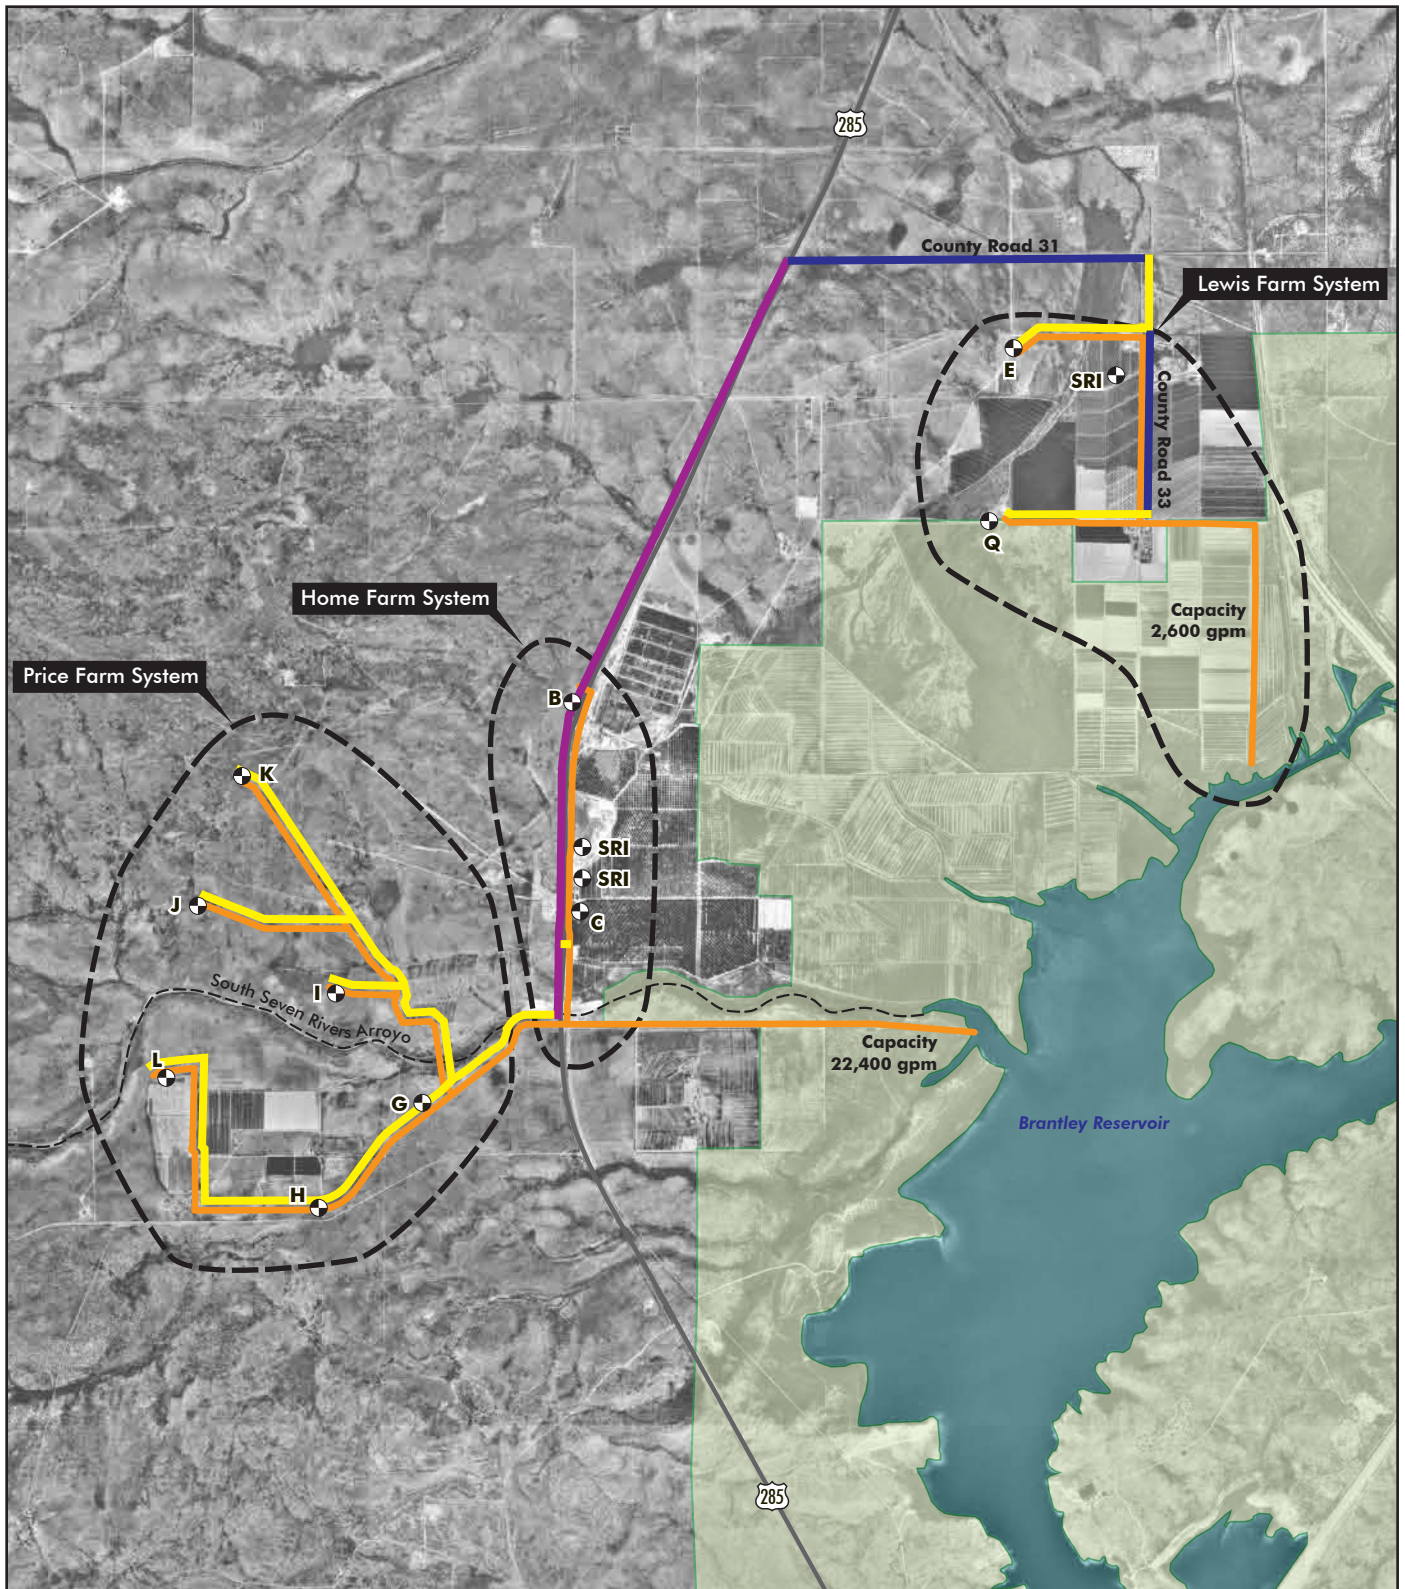 285
County Road 31
Lewis Farm System
E
SRI
County Road 33
Q
Home Farm System
Capacity
2,600 gpm
Price Farm System
B
K
SRI
SRI
J
C
I
South Seven Rivers Arroyo
Capacity
22,400 gpm
L
G
Brantley Reservoir
H
285